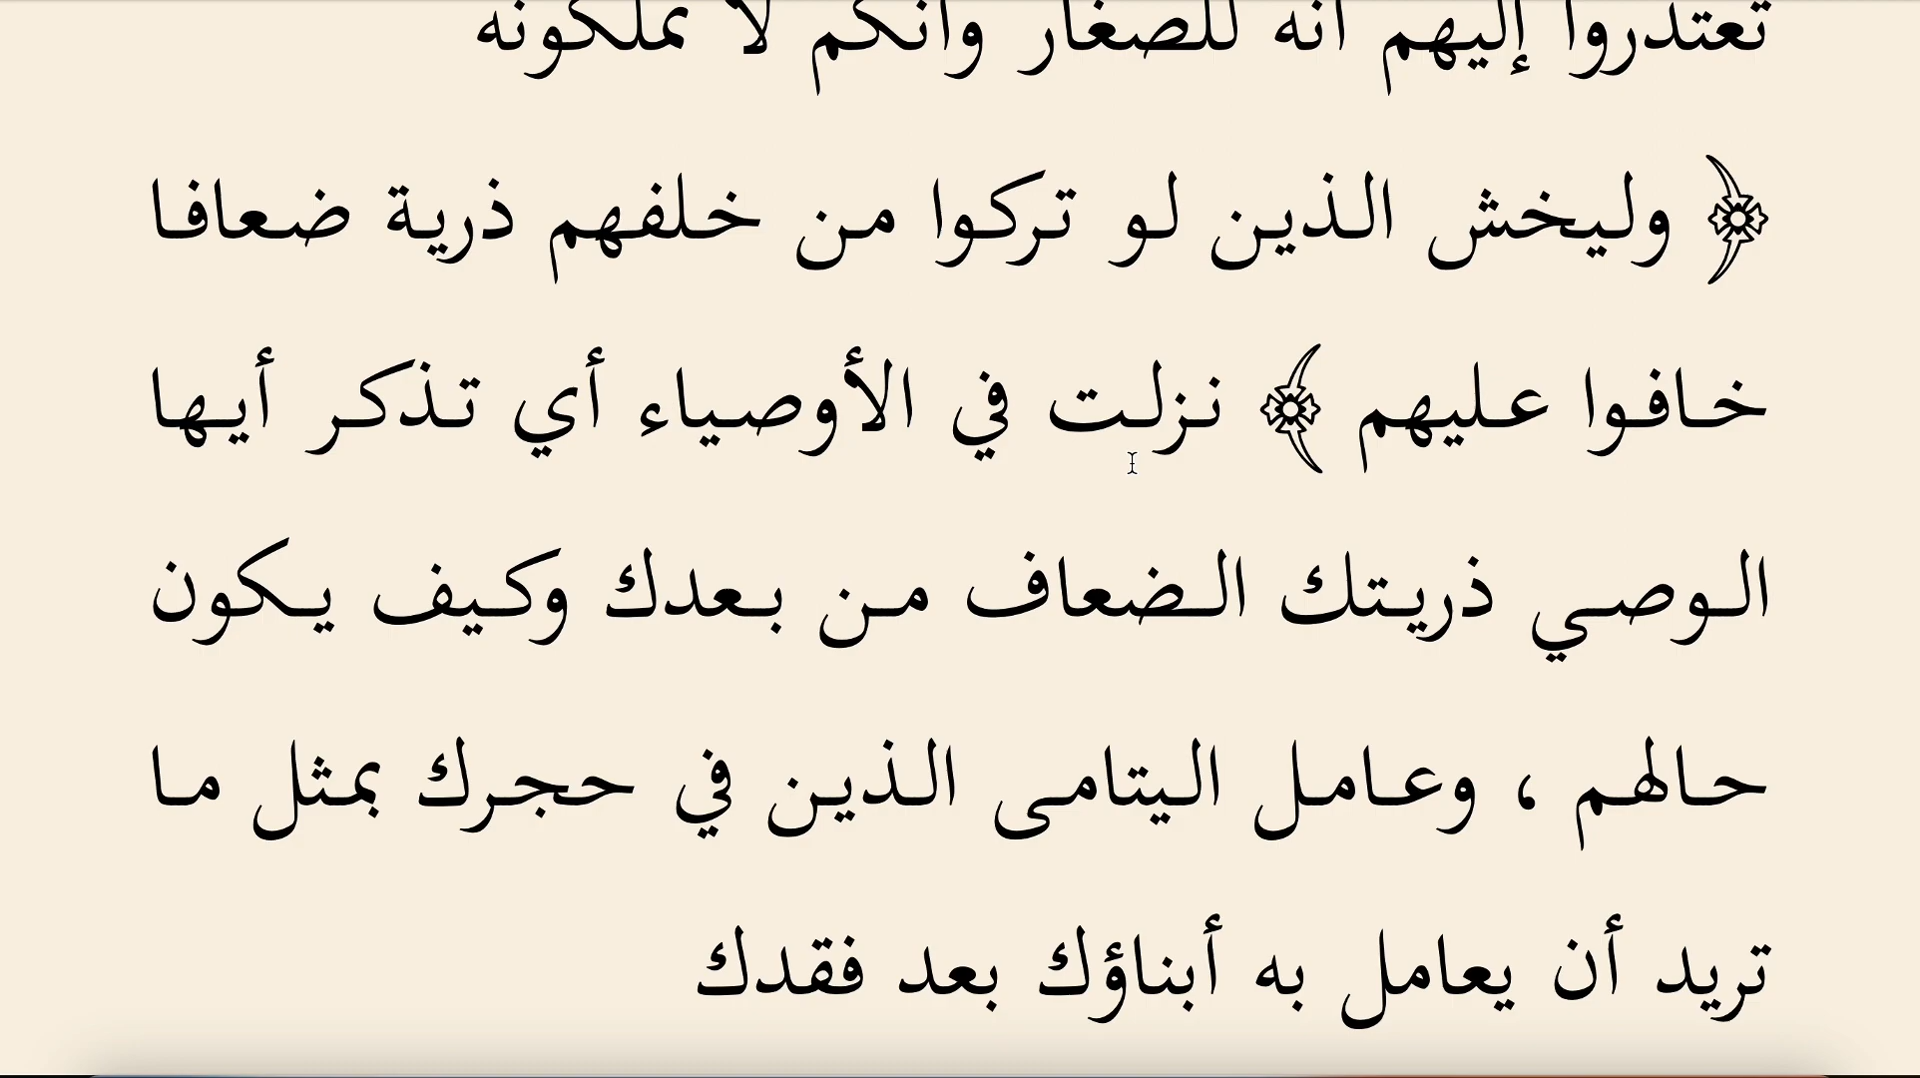 تعتذروا إليهم أنه للصغار وأنكم لا تملكونه
﴿ وليخش الذين لو تركوا من خلفهم ذرية ضعافا
خافوا عليهم ﴾ نزلت في الأوصياء أي تذكر أيها
الوصي ذريتك الضعاف من بعدك وكيف يكون
حالهم ، وعامل اليتامى الذين في حجرك بمثل ما
تريد أن يعامل به أبناؤك بعد فقدك